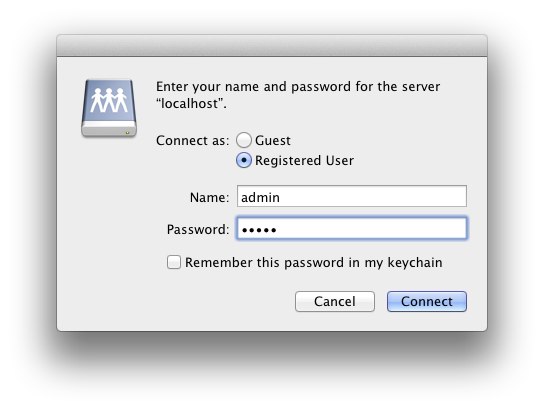 Enter your name and password for the server
“localhost”.
Connect as: Guest
Registered User
Name: admin
Password: •••••
Remember this password in my keychain
Cancel Connect